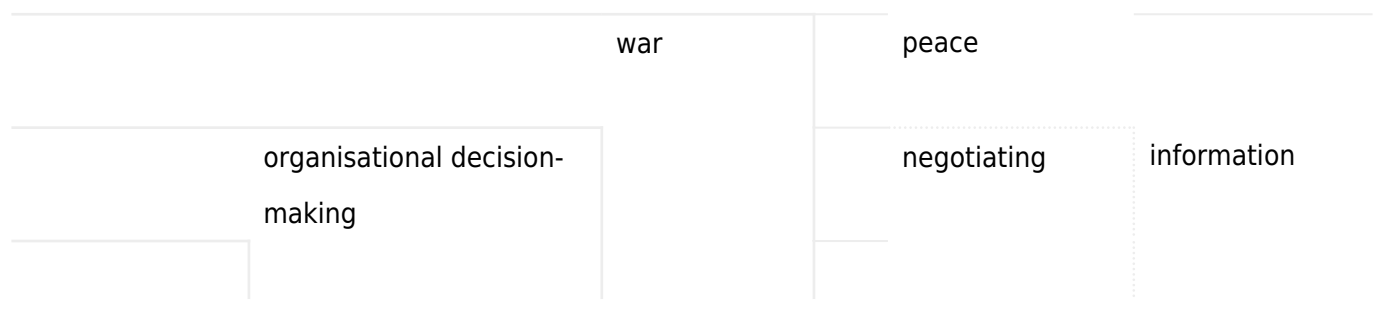 war
peace
organisational decision-
making
negotiating
information